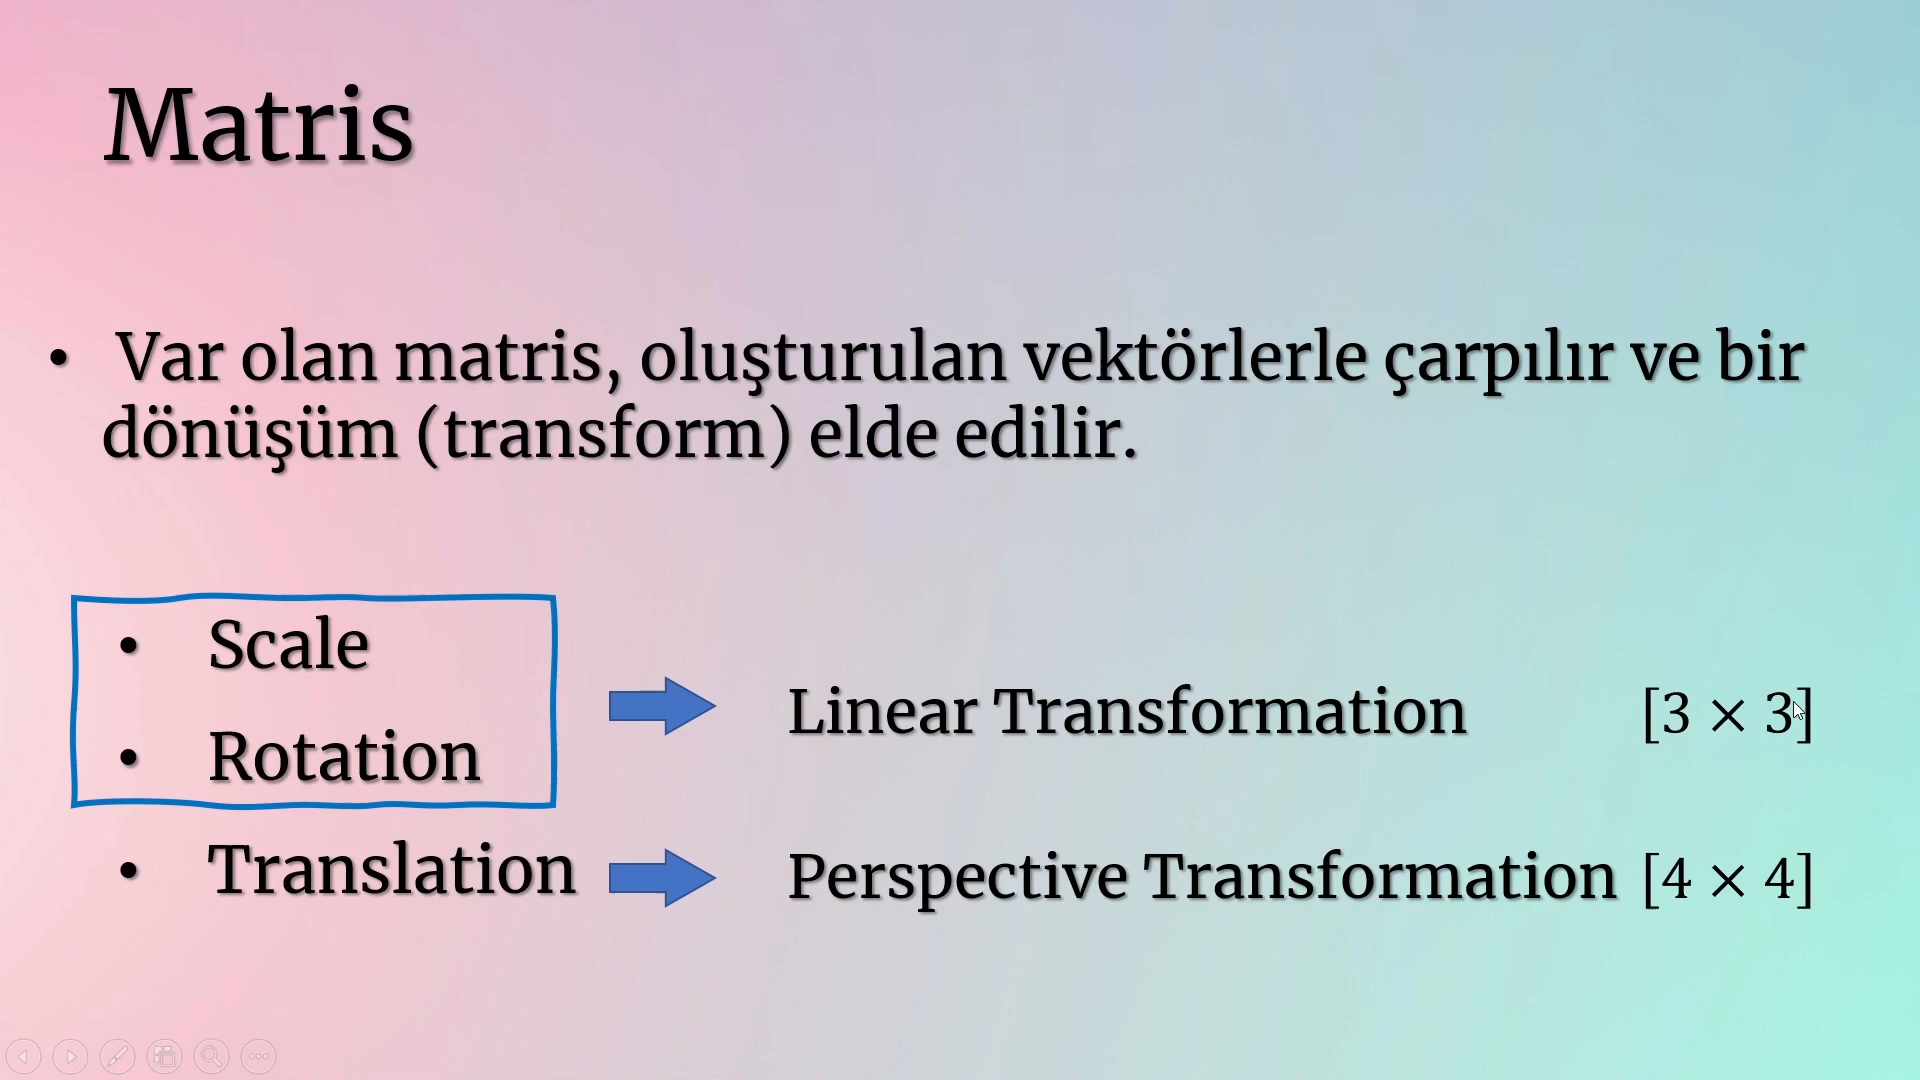 Matris
• Var olan matris, oluşturulan vektörlerle çarpılır ve bir
dönüşüm (transform) elde edilir.
• Scale
• Rotation
Linear Transformation [3 × 3]
• Translation
Perspective Transformation [4 × 4]